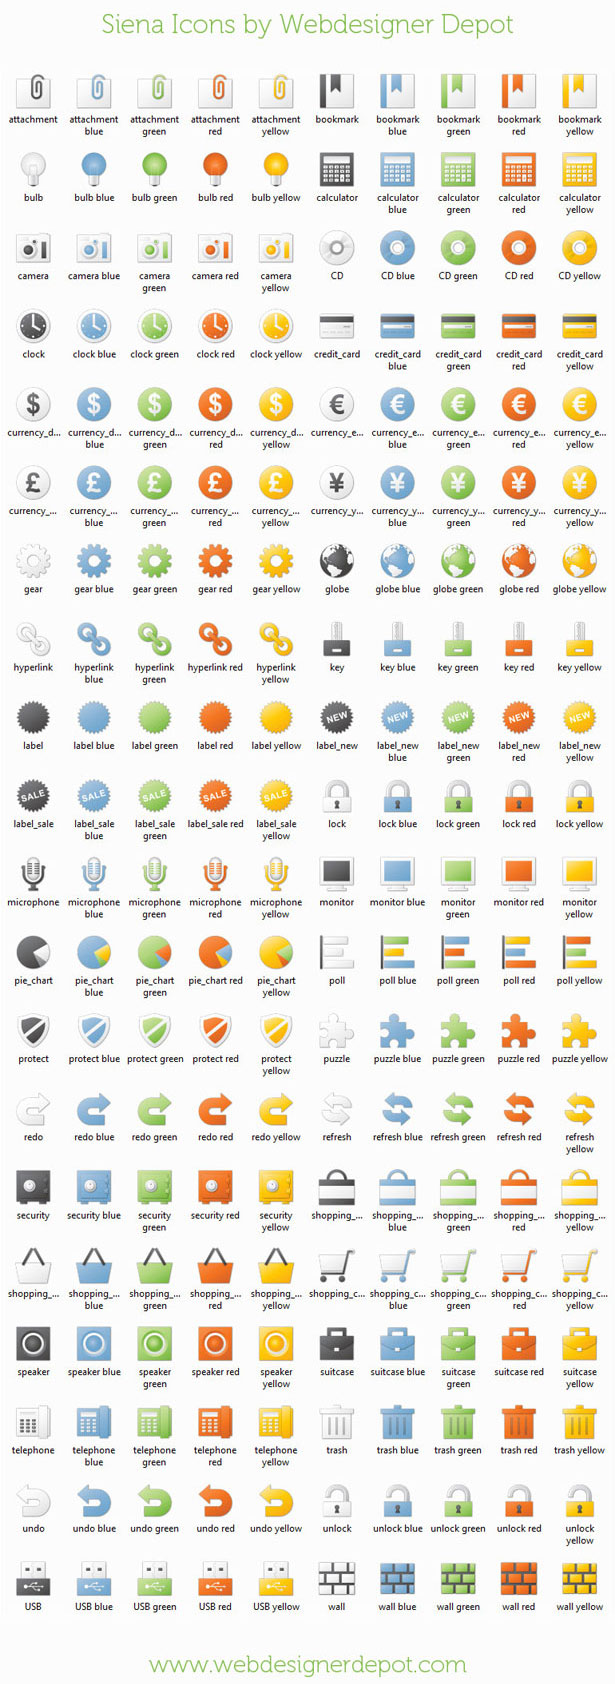 Siena Icons by Webdesigner Depot
attachment attachment blue attachment green attachment red attachment yellow bookmark bookmark blue bookmark green bookmark red bookmark yellow
bulb bulb blue bulb green bulb red bulb yellow calculator calculator blue calculator green calculator red calculator yellow
camera camera blue camera green camera red camera yellow CD CD blue CD green CD red CD yellow
clock clock blue clock green clock red clock yellow credit_card credit_card blue credit_card green credit_card red credit_card yellow
$ $ $ $ $ € € € € €
currency_d... currency_d... blue currency_d... green currency_d... red currency_d... yellow currency_e... currency_e... blue currency_e... green currency_e... red currency_e... yellow
£ £ £ £ £ ¥ ¥ ¥ ¥ ¥
currency_... currency_... blue currency_... green currency_... red currency_... yellow currency_y... currency_y... blue currency_y... green currency_y... red currency_y... yellow
gear gear blue gear green gear red gear yellow globe globe blue globe green globe red globe yellow
hyperlink hyperlink blue hyperlink green hyperlink red hyperlink yellow key key blue key green key red key yellow
NEW NEW NEW NEW NEW
label label blue label green label red label yellow label_new label_new blue label_new green label_new red label_new yellow
SALE SALE SALE SALE SALE
label_sale label_sale blue label_sale green label_sale red label_sale yellow lock lock blue lock green lock red lock yellow
microphone microphone blue microphone green microphone red microphone yellow monitor monitor blue monitor green monitor red monitor yellow
pie_chart pie_chart blue pie_chart green pie_chart red pie_chart yellow poll poll blue poll green poll red poll yellow
protect protect blue protect green protect red protect yellow puzzle puzzle blue puzzle green puzzle red puzzle yellow
redo redo blue redo green redo red redo yellow refresh refresh blue refresh green refresh red refresh yellow
security security blue security green security red security yellow shopping_... shopping_... blue shopping_... green shopping_... red shopping_... yellow
shopping_... shopping_... blue shopping_... green shopping_... red shopping_... yellow shopping_c... shopping_c... blue shopping_c... green shopping_c... red shopping_c... yellow
speaker speaker blue speaker green speaker red speaker yellow suitcase suitcase blue suitcase green suitcase red suitcase yellow
telephone telephone blue telephone green telephone red telephone yellow trash trash blue trash green trash red trash yellow
undo undo blue undo green undo red undo yellow unlock unlock blue unlock green unlock red unlock yellow
USB USB blue USB green USB red USB yellow wall wall blue wall green wall red wall yellow
www.webdesignerdepot.com